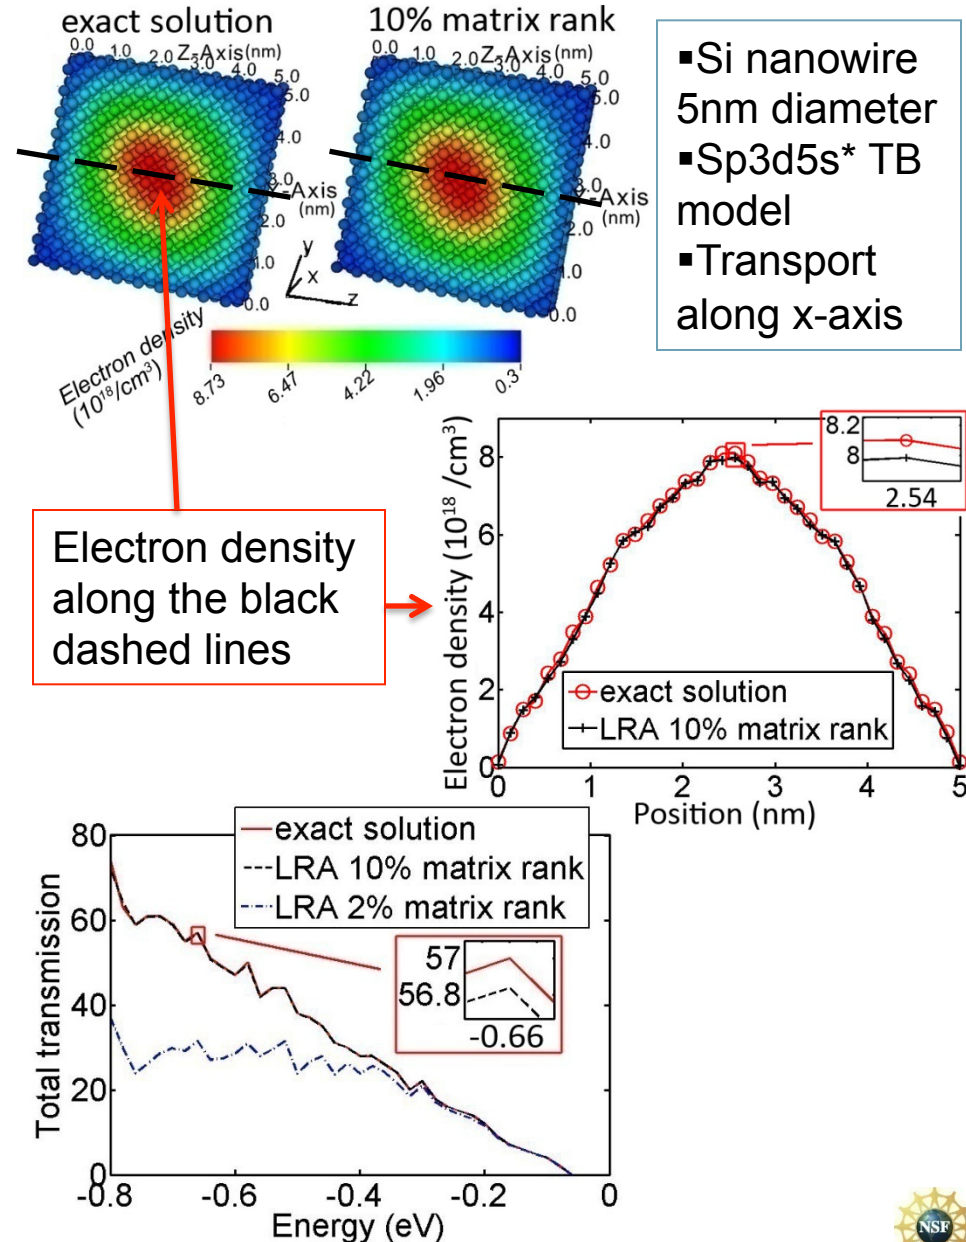 exact solution
10% matrix rank
0.0 1.0 2.0 3.0 4.0 5.0
Z-Axis(nm)
5.0
4.0
3.0
Y-Axis
(nm)
2.0
1.0
0.0
0.0 1.0 2.0 3.0 4.0 5.0
Z-Axis(nm)
5.0
4.0
3.0
Y-Axis
(nm)
2.0
1.0
0.0
y
x
z
Electron density
(10¹⁸/cm³)
8.73 6.47 4.22 1.96 0.3
▪Si nanowire
5nm diameter
▪Sp3d5s* TB
model
▪Transport
along x-axis
Electron density
along the black
dashed lines
Electron density (10¹⁸ /cm³)
8
6
4
2
0
0 1 2 3 4 5
Position (nm)
8.2
8
2.54
exact solution
LRA 10% matrix rank
Total transmission
80
60
40
20
0
-0.8 -0.6 -0.4 -0.2 0
Energy (eV)
exact solution
LRA 10% matrix rank
LRA 2% matrix rank
57
56.8
-0.66
NSF